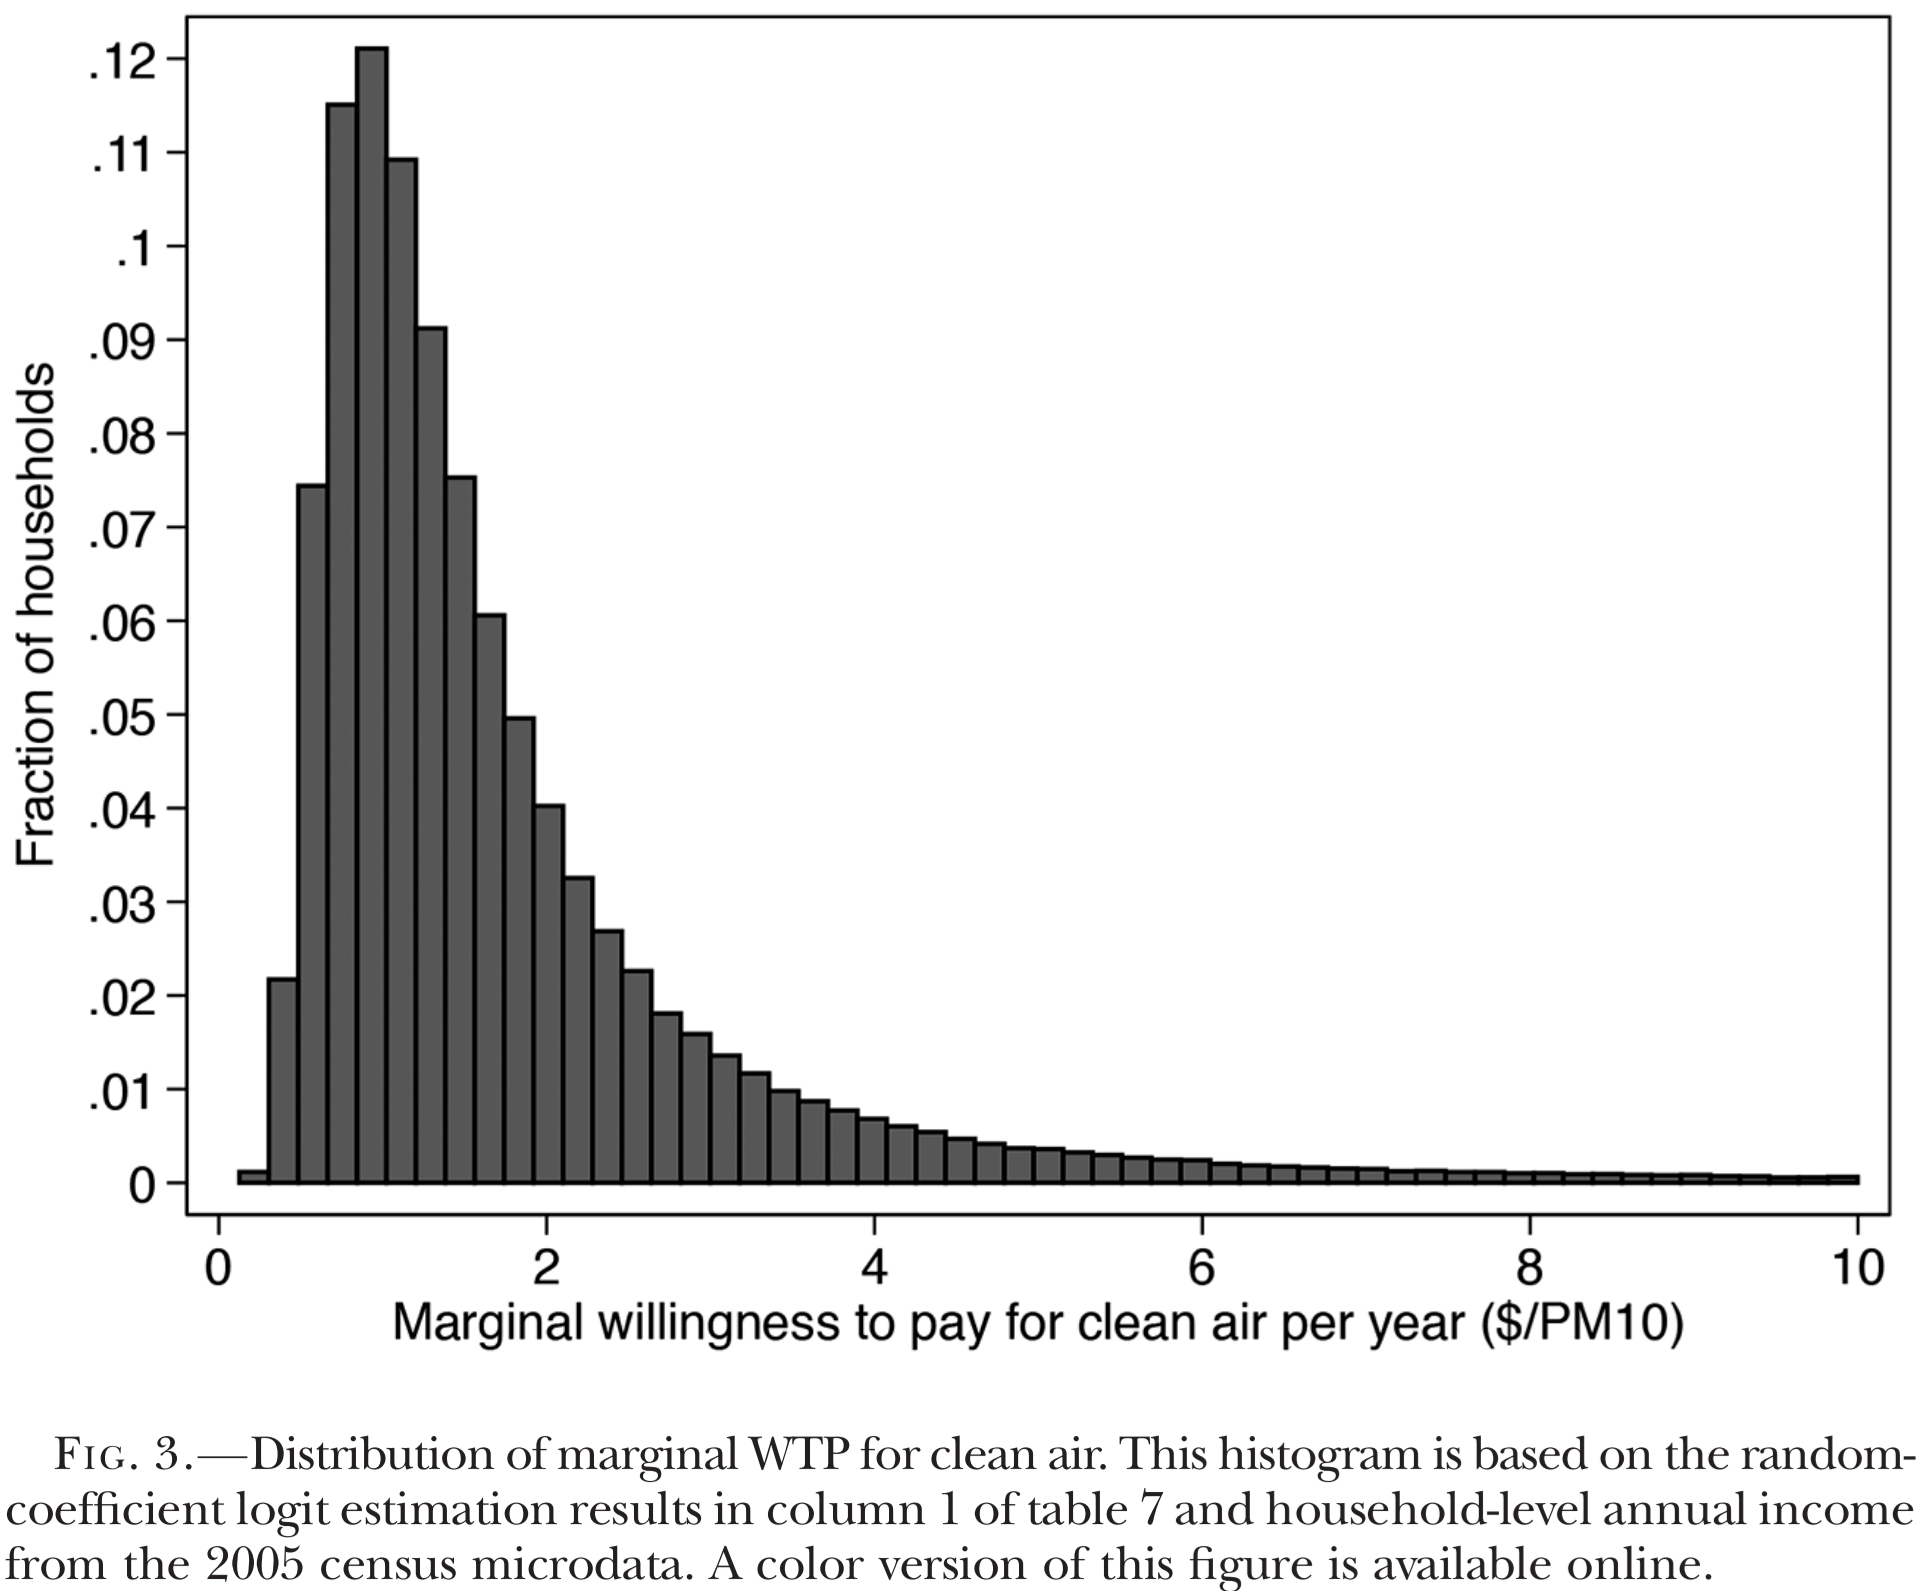 .12
.11
.1
.09
.08
.07
.06
.05
.04
.03
.02
.01
0
Fraction of households
0 2 4 6 8 10
Marginal willingness to pay for clean air per year ($/PM10)
FIG. 3.—Distribution of marginal WTP for clean air. This histogram is based on the random-
coefficient logit estimation results in column 1 of table 7 and household-level annual income
from the 2005 census microdata. A color version of this figure is available online.